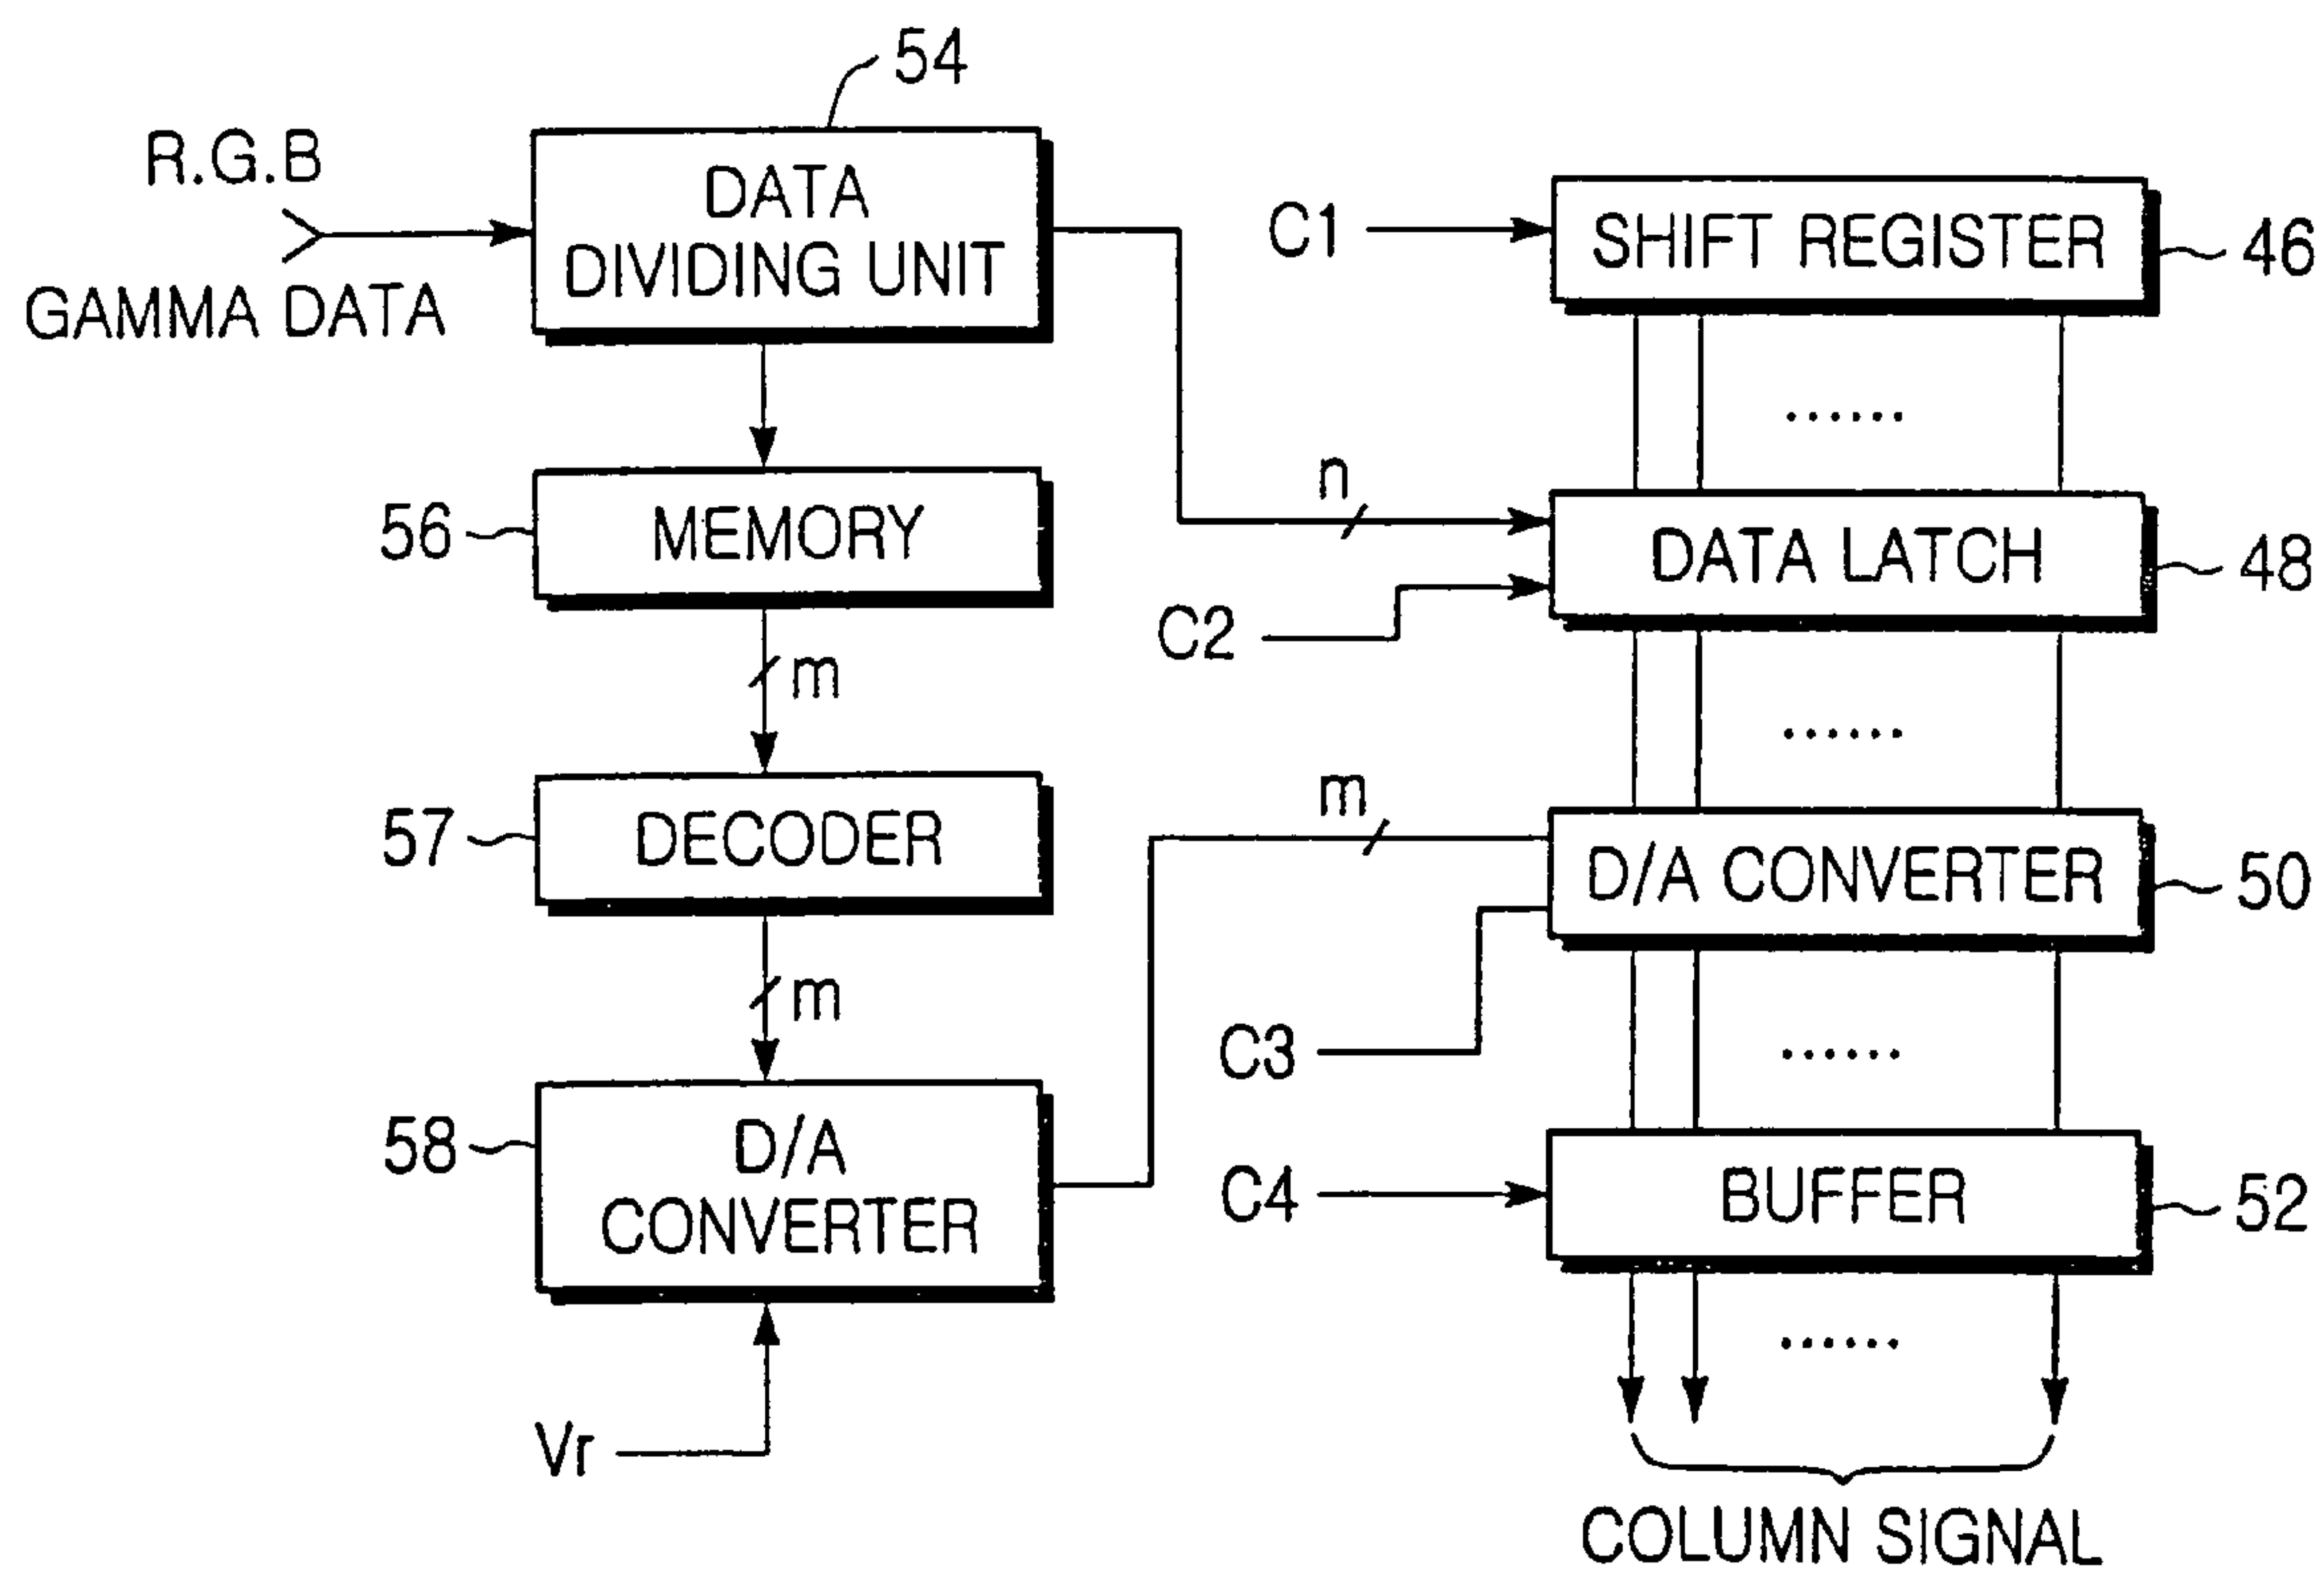 54
R.G.B
GAMMA DATA
DATA
DIVIDING UNIT
C1
SHIFT REGISTER
46
......
56
MEMORY
n
DATA LATCH
48
C2
m
......
57
DECODER
m
D/A CONVERTER
50
m
C3
......
58
D/A
CONVERTER
C4
BUFFER
52
......
Vr
COLUMN SIGNAL